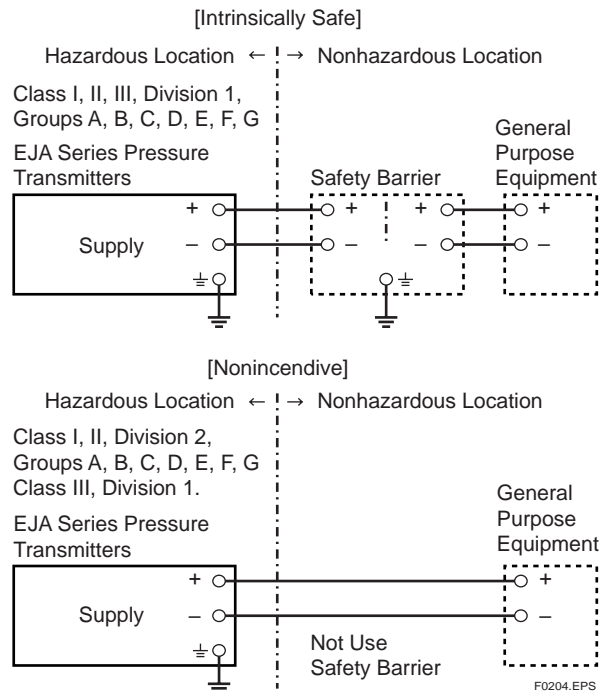 [Intrinsically Safe]
Hazardous Location ← → Nonhazardous Location
Class I, II, III, Division 1,
Groups A, B, C, D, E, F, G
EJA Series Pressure
Transmitters
Safety Barrier
General
Purpose
Equipment
+ + + +
Supply – – – –
[Nonincendive]
Hazardous Location ← → Nonhazardous Location
Class I, II, Division 2,
Groups A, B, C, D, E, F, G
Class III, Division 1.
EJA Series Pressure
Transmitters
General
Purpose
Equipment
+ +
Supply – –
Not Use
Safety Barrier
F0204.EPS